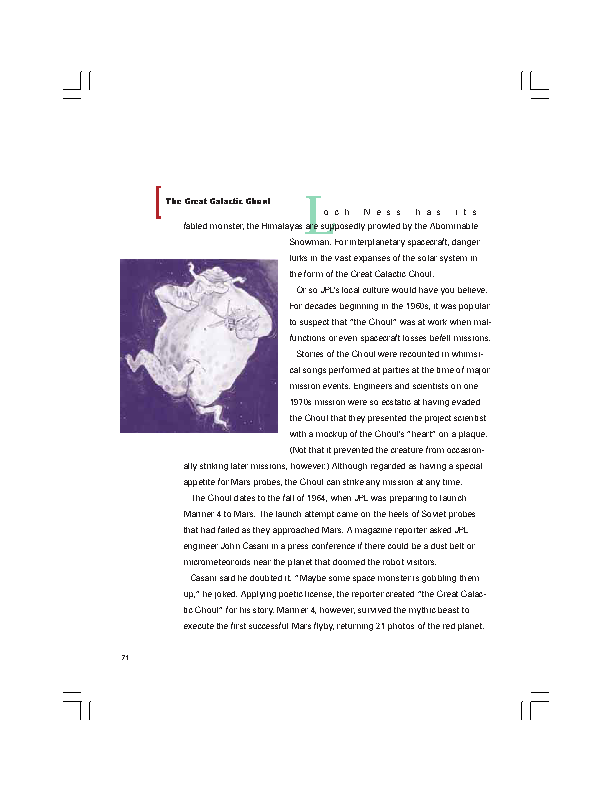 The Great Galactic Ghoul
Loch Ness has its
fabled monster, the Himalayas are supposedly prowled by the Abominable
Snowman. For interplanetary spacecraft, danger
lurks in the vast expanses of the solar system in
the form of the Great Galactic Ghoul.
Or so JPL's local culture would have you believe.
For decades beginning in the 1960s, it was popular
to suspect that “the Ghoul” was at work when mal-
functions or even spacecraft losses befell missions.
Stories of the Ghoul were recounted in whimsi-
cal songs performed at parties at the time of major
mission events. Engineers and scientists on one
1970s mission were so ecstatic at having evaded
the Ghoul that they presented the project scientist
with a mockup of the Ghoul's “heart” on a plaque.
(Not that it prevented the creature from occasion-
ally striking later missions, however.) Although regarded as having a special
appetite for Mars probes, the Ghoul can strike any mission at any time.
The Ghoul dates to the fall of 1964, when JPL was preparing to launch
Mariner 4 to Mars. The launch attempt came on the heels of Soviet probes
that had failed as they approached Mars. A magazine reporter asked JPL
engineer John Casani in a press conference if there could be a dust belt or
micrometeoroids near the planet that doomed the robot visitors.
Casani said he doubted it. “Maybe some space monster is gobbling them
up,” he joked. Applying poetic license, the reporter created “the Great Galac-
tic Ghoul” for his story. Mariner 4, however, survived the mythic beast to
execute the first successful Mars flyby, returning 21 photos of the red planet.
71